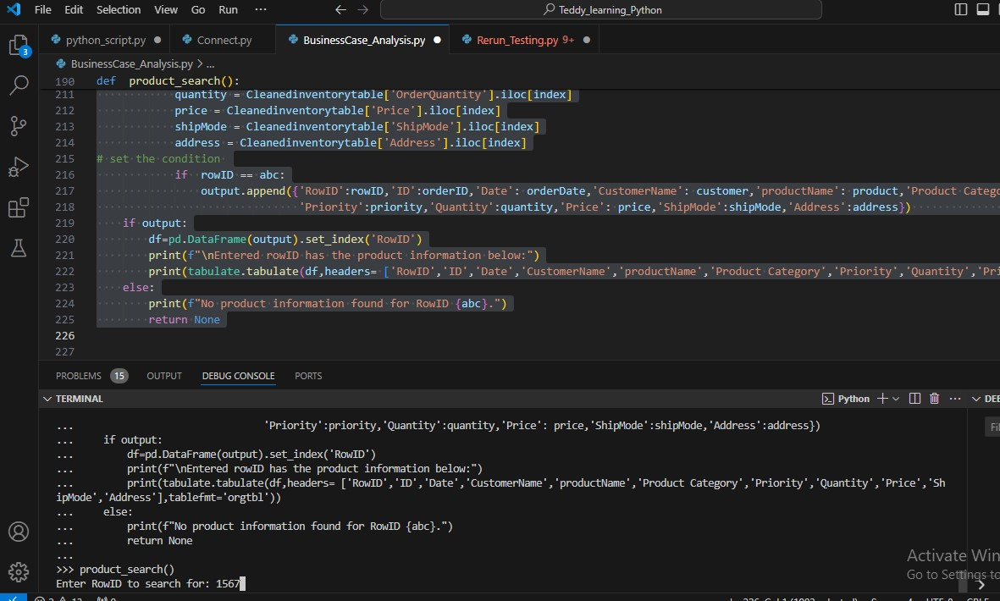 File Edit Selection View Go Run ··· ← → Teddy_learning_Python
python_script.py ● Connect.py BusinessCase_Analysis.py ● Rerun_Testing.py 9+ ●
3
BusinessCase_Analysis.py > ...
190 def product_search():
211 quantity = Cleanedinventorytable['OrderQuantity'].iloc[index]
212 price = Cleanedinventorytable['Price'].iloc[index]
213 shipMode = Cleanedinventorytable['ShipMode'].iloc[index]
214 address = Cleanedinventorytable['Address'].iloc[index]
215 # set the condition
216 if rowID == abc:
217 output.append({'RowID':rowID,'ID':orderID,'Date': orderDate,'CustomerName': customer,'productName': product,'Product Catego
218 'Priority':priority,'Quantity':quantity,'Price': price,'ShipMode':shipMode,'Address':address})
219 if output:
220 df=pd.DataFrame(output).set_index('RowID')
221 print(f"\nEntered rowID has the product information below:")
222 print(tabulate.tabulate(df,headers= ['RowID','ID','Date','CustomerName','productName','Product Category','Priority','Quantity','Pri
223 else:
224 print(f"No product information found for RowID {abc}.")
225 return None
226
227
PROBLEMS 15 OUTPUT DEBUG CONSOLE PORTS
TERMINAL Python ··· DEB
... 'Priority':priority,'Quantity':quantity,'Price': price,'ShipMode':shipMode,'Address':address})
... if output:
... df=pd.DataFrame(output).set_index('RowID')
... print(f"\nEntered rowID has the product information below:")
... print(tabulate.tabulate(df,headers= ['RowID','ID','Date','CustomerName','productName','Product Category','Priority','Quantity','Price','Sh
ipMode','Address'],tablefmt='orgtbl'))
... else:
... print(f"No product information found for RowID {abc}.")
... return None
...
>>> product_search()
Enter RowID to search for: 1567
Fil
Activate Win
Go to Settings to